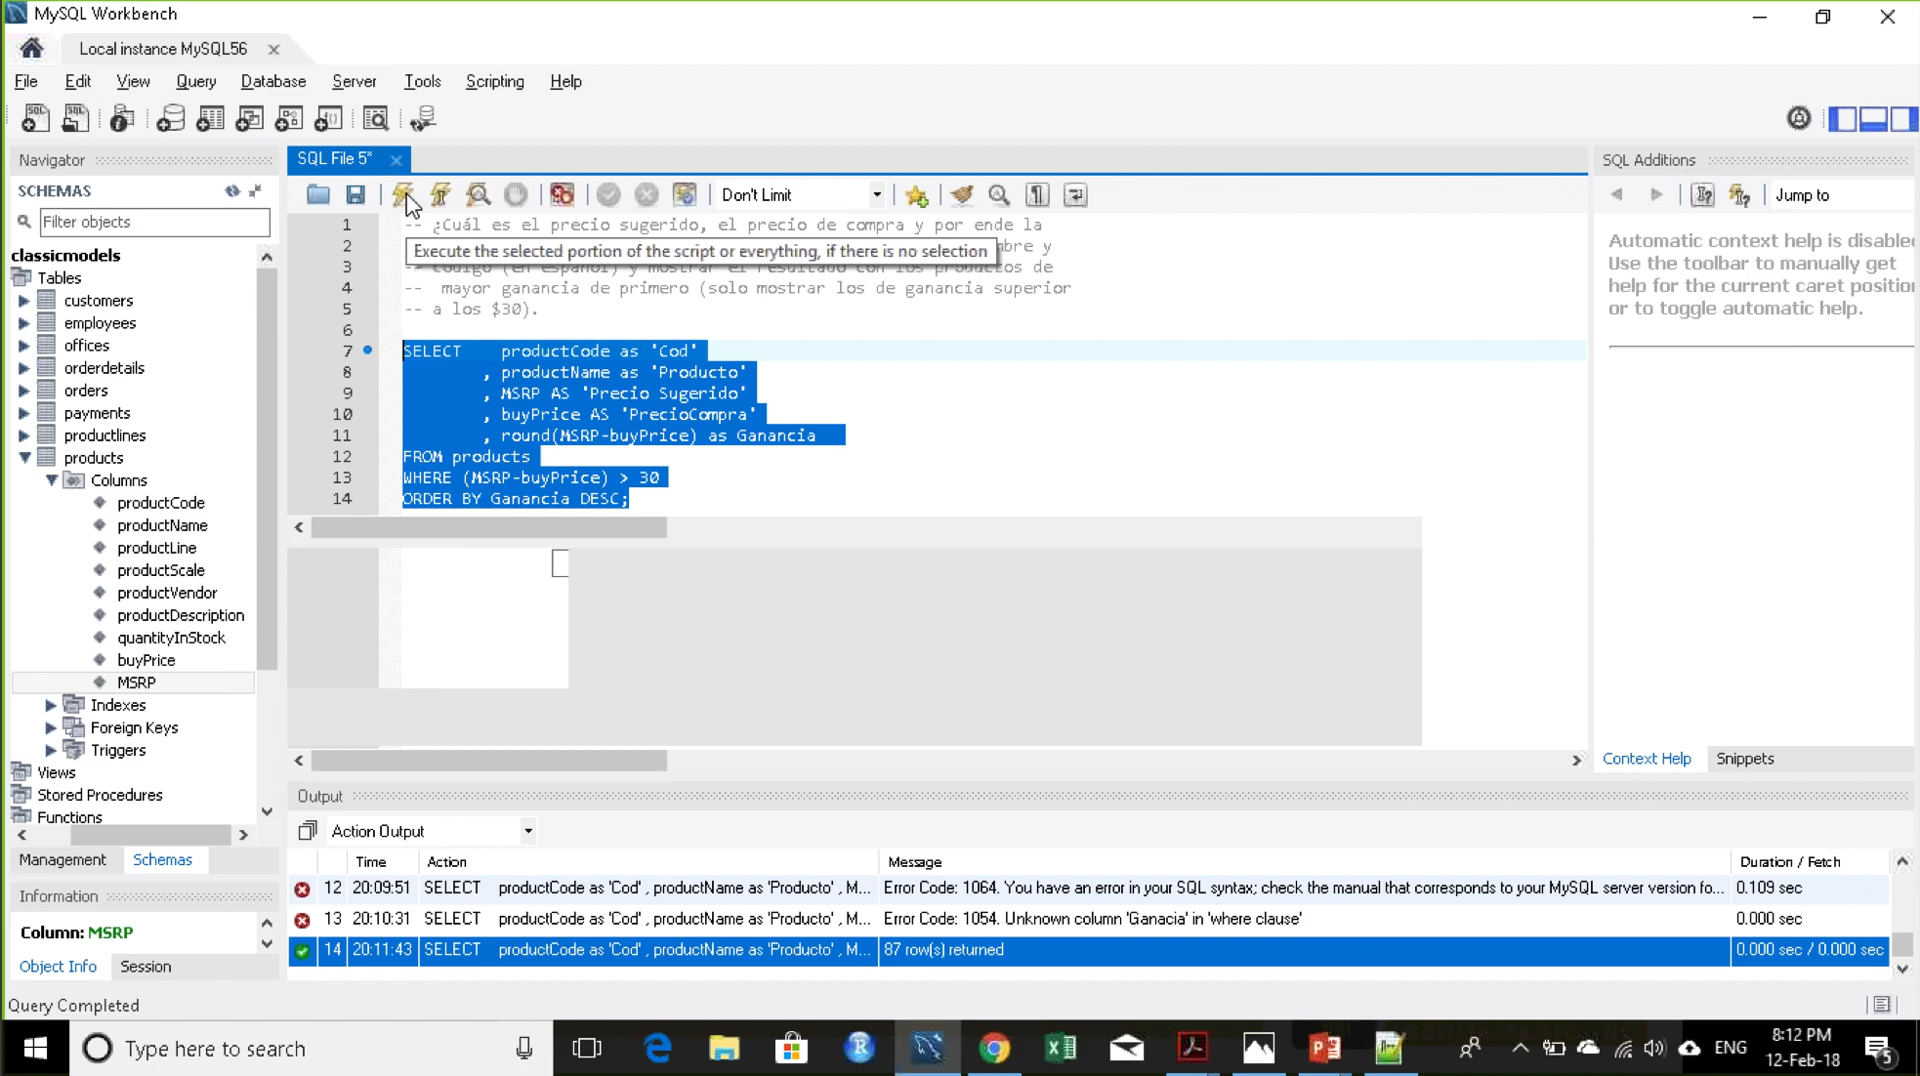 MySQL Workbench
Local instance MySQL56
File Edit View Query Database Server Tools Scripting Help
Navigator
SCHEMAS
Filter objects
classicmodels
Tables
customers
employees
offices
orderdetails
orders
payments
productlines
products
Columns
productCode
productName
productLine
productScale
productVendor
productDescription
quantityInStock
buyPrice
MSRP
Indexes
Foreign Keys
Triggers
Views
Stored Procedures
Functions
Management Schemas
Information
Column: MSRP
Object Info Session
Query Completed
SQL File 5*
Don't Limit
1 -- ¿Cuál es el precio sugerido, el precio de compra y por ende la
Execute the selected portion of the script or everything, if there is no selection
2 mbre y
3 -- código (en español) y mostrar el resultado con los productos de
4 -- mayor ganancia de primero (solo mostrar los de ganancia superior
5 -- a los $30).
6
7 SELECT productCode as 'Cod'
8 , productName as 'Producto'
9 , MSRP AS 'Precio Sugerido'
10 , buyPrice AS 'PrecioCompra'
11 , round(MSRP-buyPrice) as Ganancia
12 FROM products
13 WHERE (MSRP-buyPrice) > 30
14 ORDER BY Ganancia DESC;
SQL Additions
Jump to
Automatic context help is disabled
Use the toolbar to manually get
help for the current caret position
or to toggle automatic help.
Context Help Snippets
Output
Action Output
Time Action Message Duration / Fetch
12 20:09:51 SELECT productCode as 'Cod' , productName as 'Producto' , M... Error Code: 1064. You have an error in your SQL syntax; check the manual that corresponds to your MySQL server version fo... 0.109 sec
13 20:10:31 SELECT productCode as 'Cod' , productName as 'Producto' , M... Error Code: 1054. Unknown column 'Ganacia' in 'where clause' 0.000 sec
14 20:11:43 SELECT productCode as 'Cod' , productName as 'Producto' , M... 87 row(s) returned 0.000 sec / 0.000 sec
Type here to search
ENG
8:12 PM
12-Feb-18
5